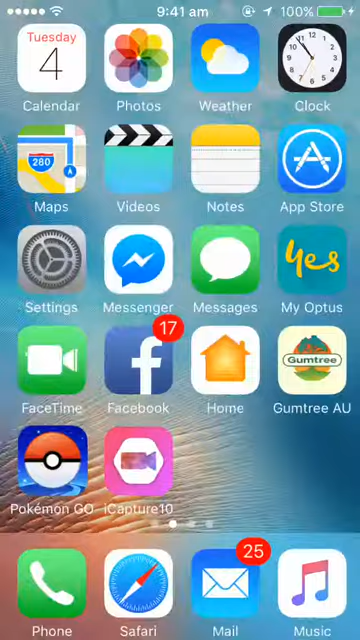 9:41 am 100%
Tuesday
4
Calendar Photos Weather Clock
280
Maps Videos Notes App Store
yes
Settings Messenger Messages My Optus
17
f
Gumtree
FaceTime Facebook Home Gumtree AU
Pokémon GO iCapture10
25
Phone Safari Mail Music